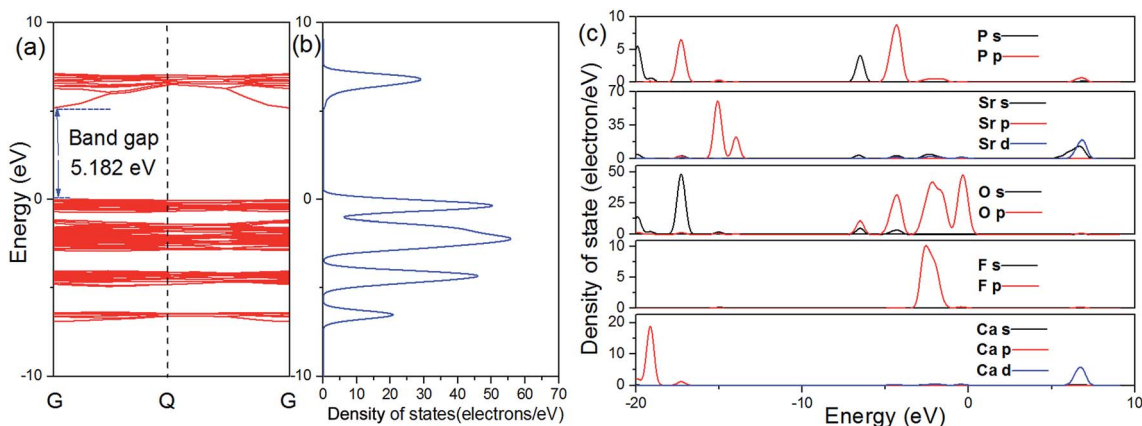 (a)
10
0
-10
Energy (eV)
Band gap
5.182 eV
G
Q
G
(b)
0
10
20
30
40
50
60
70
Density of states(electrons/eV)
(c)
Density of state (electron/eV)
10
5
0
P s
P p
70
35
0
Sr s
Sr p
Sr d
50
25
0
O s
O p
10
5
0
F s
F p
20
10
0
Ca s
Ca p
Ca d
-20
-10
0
10
Energy (eV)